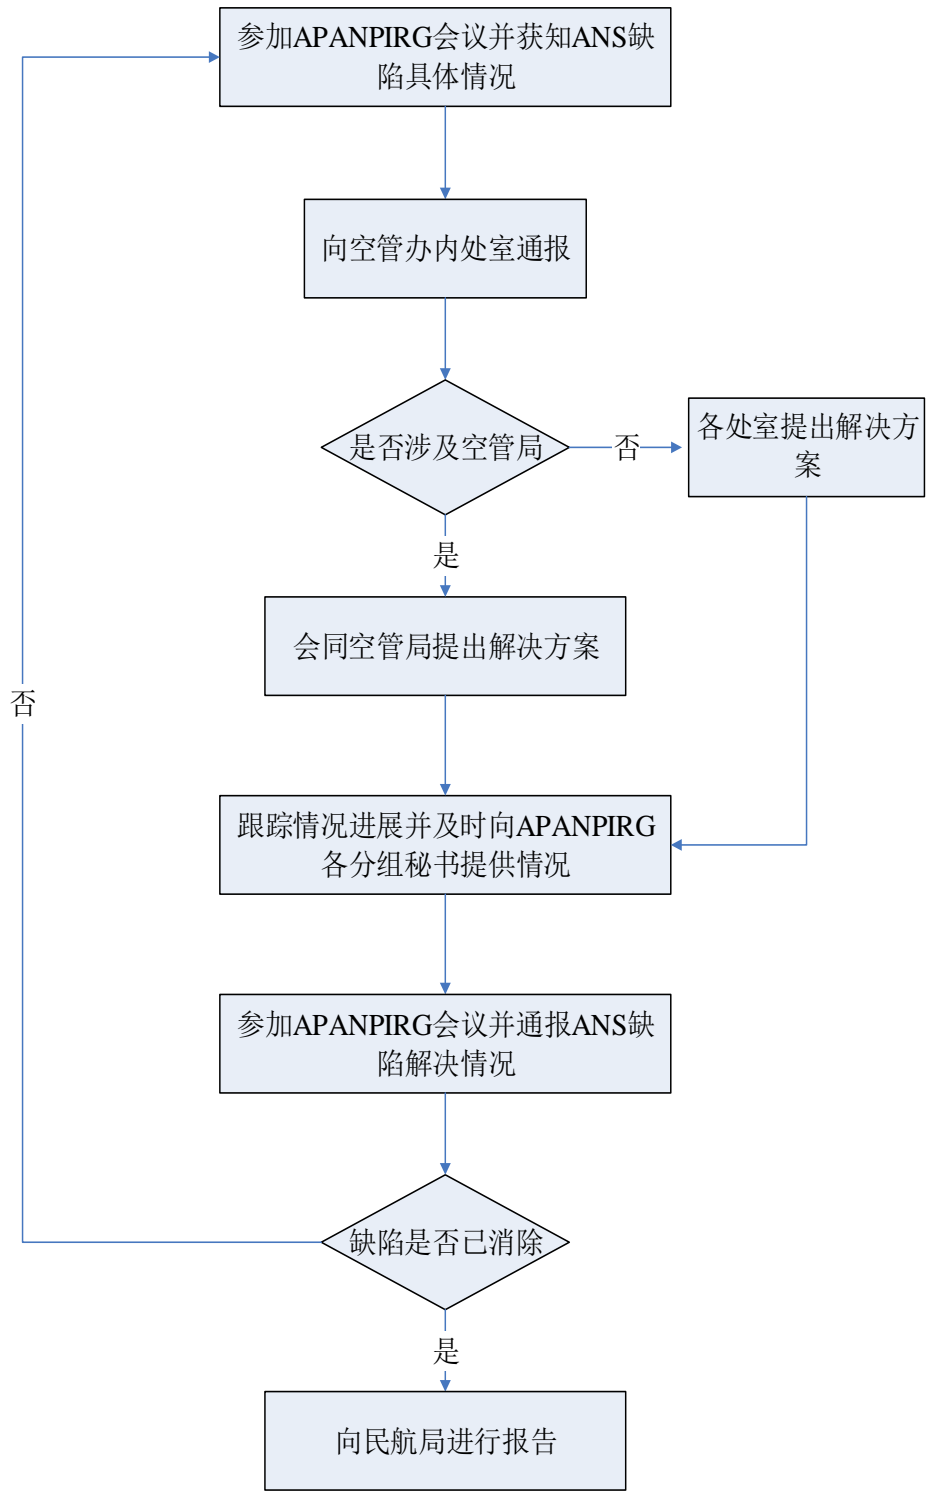 参加APANPIRG会议并获知ANS缺
陷具体情况
向空管办内处室通报
是否涉及空管局
否
各处室提出解决方
案
是
会同空管局提出解决方案
否
跟踪情况进展并及时向APANPIRG
各分组秘书提供情况
参加APANPIRG会议并通报ANS缺
陷解决情况
缺陷是否已消除
是
向民航局进行报告